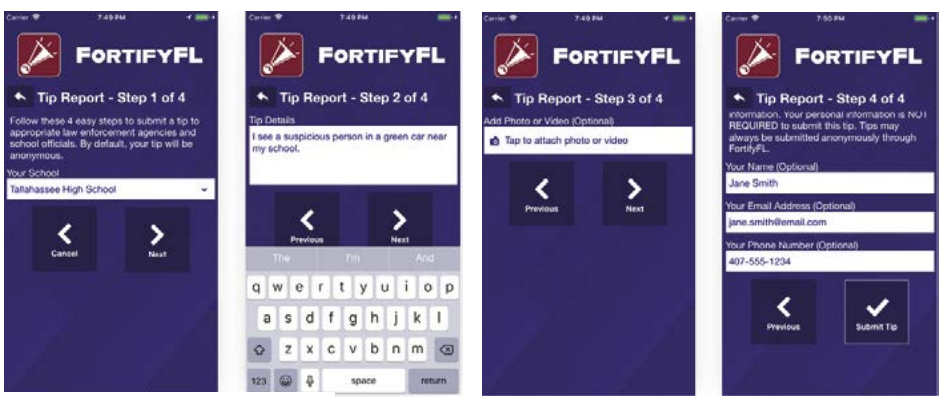 Carrier 7:49 PM
FORTIFYFL
Tip Report - Step 1 of 4
Follow these 4 easy steps to submit a tip to
appropriate law enforcement agencies and
school officials. By default, your tip will be
anonymous.
Your School
Tallahassee High School
Cancel
Next
Carrier 7:49 PM
FORTIFYFL
Tip Report - Step 2 of 4
Tip Details
I see a suspicious person in a green car near
my school.
Previous
Next
The I'm And
q w e r t y u i o p
a s d f g h j k l
z x c v b n m
123 space return
Carrier 7:49 PM
FORTIFYFL
Tip Report - Step 3 of 4
Add Photo or Video (Optional)
Tap to attach photo or video
Previous
Next
Carrier 7:50 PM
FORTIFYFL
Tip Report - Step 4 of 4
information. Your personal information is NOT
REQUIRED to submit this tip. Tips may
always be submitted anonymously through
FortifyFL.
Your Name (Optional)
Jane Smith
Your Email Address (Optional)
jane.smith@email.com
Your Phone Number (Optional)
407-555-1234
Previous
Submit Tip